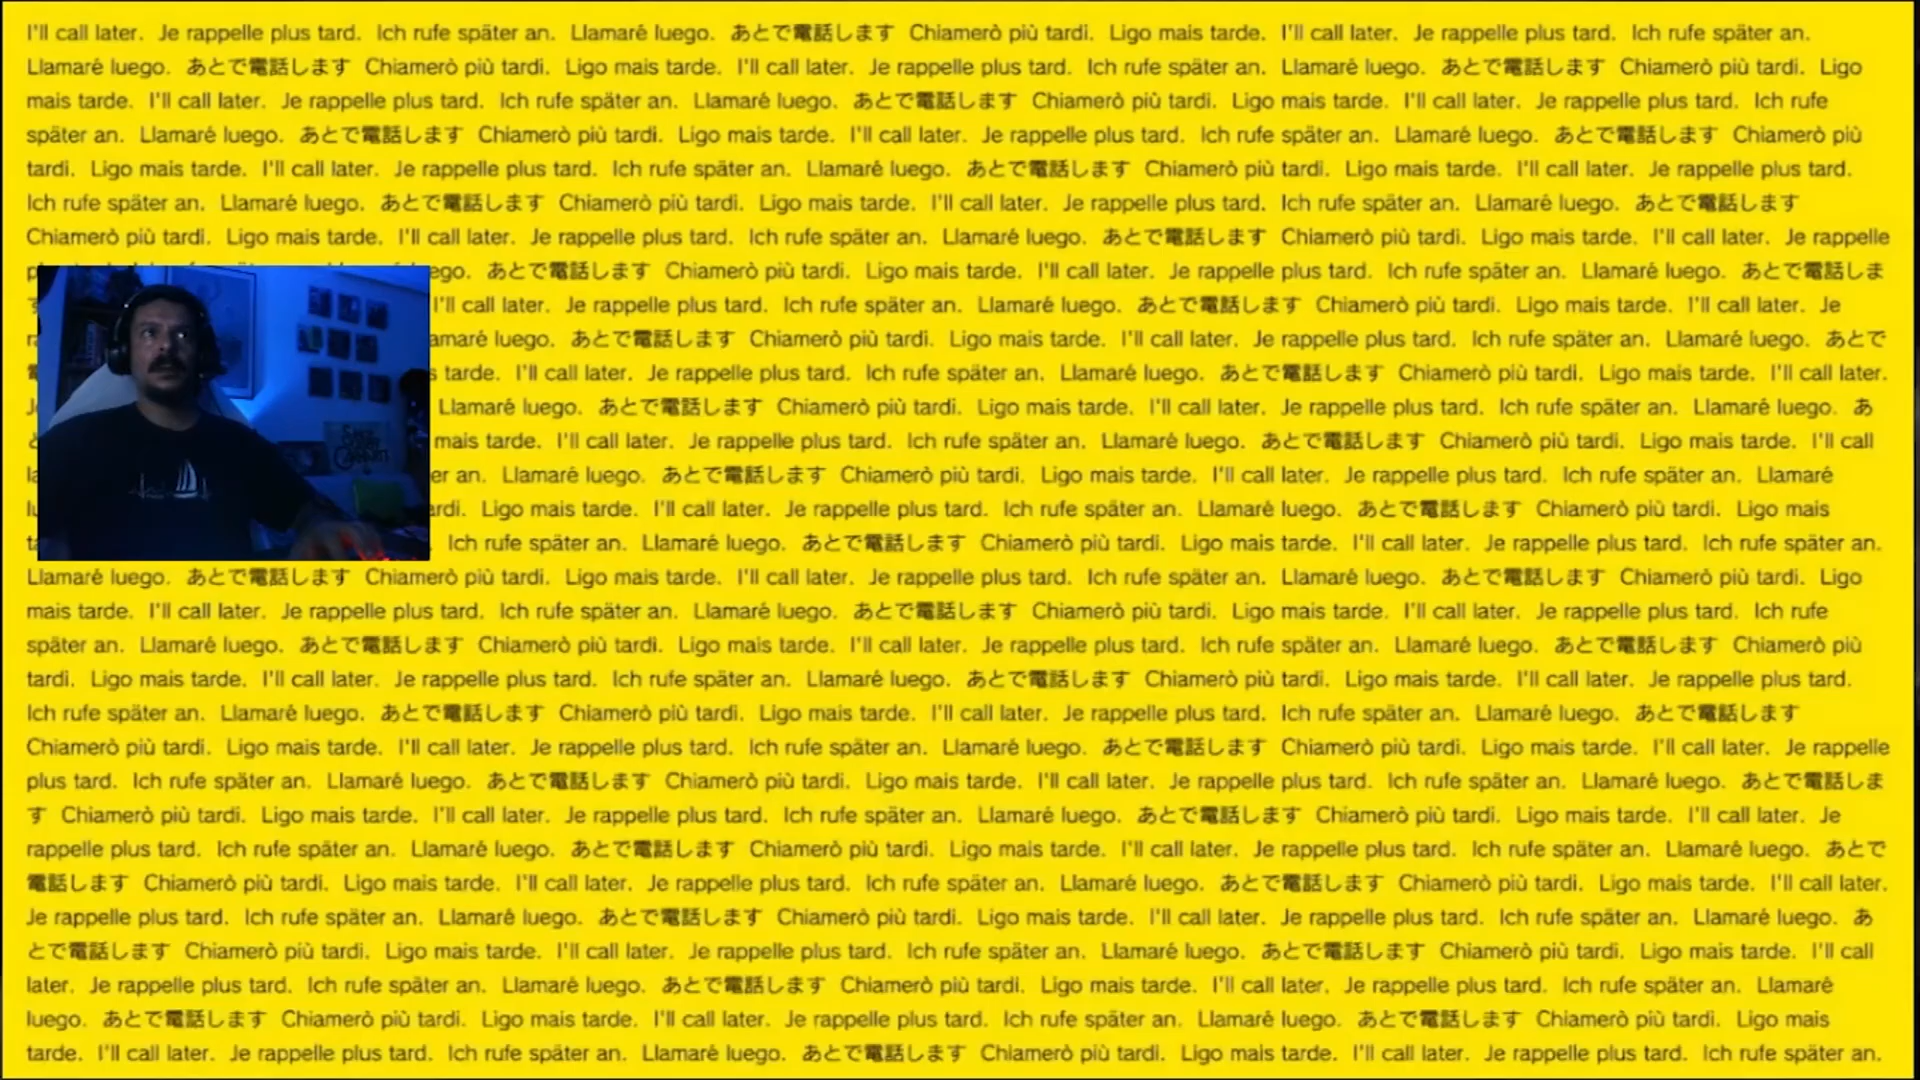 I'll call later. Je rappelle plus tard. Ich rufe später an. Llamaré luego. あとで電話します Chiamerò più tardi. Ligo mais tarde. I'll call later. Je rappelle plus tard. Ich rufe später an.
Llamaré luego. あとで電話します Chiamerò più tardi. Ligo mais tarde. I'll call later. Je rappelle plus tard. Ich rufe später an. Llamaré luego. あとで電話します Chiamerò più tardi. Ligo
mais tarde. I'll call later. Je rappelle plus tard. Ich rufe später an. Llamaré luego. あとで電話します Chiamerò più tardi. Ligo mais tarde. I'll call later. Je rappelle plus tard. Ich rufe
später an. Llamaré luego. あとで電話します Chiamerò più tardi. Ligo mais tarde. I'll call later. Je rappelle plus tard. Ich rufe später an. Llamaré luego. あとで電話します Chiamerò più
tardi. Ligo mais tarde. I'll call later. Je rappelle plus tard. Ich rufe später an. Llamaré luego. あとで電話します Chiamerò più tardi. Ligo mais tarde. I'll call later. Je rappelle plus tard.
Ich rufe später an. Llamaré luego. あとで電話します Chiamerò più tardi. Ligo mais tarde. I'll call later. Je rappelle plus tard. Ich rufe später an. Llamaré luego. あとで電話します
Chiamerò più tardi. Ligo mais tarde. I'll call later. Je rappelle plus tard. Ich rufe später an. Llamaré luego. あとで電話します Chiamerò più tardi. Ligo mais tarde. I'll call later. Je rappelle
あとで電話します Chiamerò più tardi. Ligo mais tarde. I'll call later. Je rappelle plus tard. Ich rufe später an. Llamaré luego. あとで電話しま
I'll call later. Je rappelle plus tard. Ich rufe später an. Llamaré luego. あとで電話します Chiamerò più tardi. Ligo mais tarde. I'll call later. Je
luego. あとで電話します Chiamerò più tardi. Ligo mais tarde. I'll call later. Je rappelle plus tard. Ich rufe später an. Llamaré luego. あとで
tarde. I'll call later. Je rappelle plus tard. Ich rufe später an. Llamaré luego. あとで電話します Chiamerò più tardi. Ligo mais tarde. I'll call later.
Llamaré luego. あとで電話します Chiamerò più tardi. Ligo mais tarde. I'll call later. Je rappelle plus tard. Ich rufe später an. Llamaré luego. あ
mais tarde. I'll call later. Je rappelle plus tard. Ich rufe später an. Llamaré luego. あとで電話します Chiamerò più tardi. Ligo mais tarde. I'll call
an. Llamaré luego. あとで電話します Chiamerò più tardi. Ligo mais tarde. I'll call later. Je rappelle plus tard. Ich rufe später an. Llamaré
Ligo mais tarde. I'll call later. Je rappelle plus tard. Ich rufe später an. Llamaré luego. あとで電話します Chiamerò più tardi. Ligo mais
Ich rufe später an. Llamaré luego. あとで電話します Chiamerò più tardi. Ligo mais tarde. I'll call later. Je rappelle plus tard. Ich rufe später an.
Llamaré luego. あとで電話します Chiamerò più tardi. Ligo mais tarde. I'll call later. Je rappelle plus tard. Ich rufe später an. Llamaré luego. あとで電話します Chiamerò più tardi. Ligo
mais tarde. I'll call later. Je rappelle plus tard. Ich rufe später an. Llamaré luego. あとで電話します Chiamerò più tardi. Ligo mais tarde. I'll call later. Je rappelle plus tard. Ich rufe
später an. Llamaré luego. あとで電話します Chiamerò più tardi. Ligo mais tarde. I'll call later. Je rappelle plus tard. Ich rufe später an. Llamaré luego. あとで電話します Chiamerò più
tardi. Ligo mais tarde. I'll call later. Je rappelle plus tard. Ich rufe später an. Llamaré luego. あとで電話します Chiamerò più tardi. Ligo mais tarde. I'll call later. Je rappelle plus tard.
Ich rufe später an. Llamaré luego. あとで電話します Chiamerò più tardi. Ligo mais tarde. I'll call later. Je rappelle plus tard. Ich rufe später an. Llamaré luego. あとで電話します
Chiamerò più tardi. Ligo mais tarde. I'll call later. Je rappelle plus tard. Ich rufe später an. Llamaré luego. あとで電話します Chiamerò più tardi. Ligo mais tarde. I'll call later. Je rappelle
plus tard. Ich rufe später an. Llamaré luego. あとで電話します Chiamerò più tardi. Ligo mais tarde. I'll call later. Je rappelle plus tard. Ich rufe später an. Llamaré luego. あとで電話しま
す Chiamerò più tardi. Ligo mais tarde. I'll call later. Je rappelle plus tard. Ich rufe später an. Llamaré luego. あとで電話します Chiamerò più tardi. Ligo mais tarde. I'll call later. Je
rappelle plus tard. Ich rufe später an. Llamaré luego. あとで電話します Chiamerò più tardi. Ligo mais tarde. I'll call later. Je rappelle plus tard. Ich rufe später an. Llamaré luego. あとで
電話します Chiamerò più tardi. Ligo mais tarde. I'll call later. Je rappelle plus tard. Ich rufe später an. Llamaré luego. あとで電話します Chiamerò più tardi. Ligo mais tarde. I'll call later.
Je rappelle plus tard. Ich rufe später an. Llamaré luego. あとで電話します Chiamerò più tardi. Ligo mais tarde. I'll call later. Je rappelle plus tard. Ich rufe später an. Llamaré luego. あ
とで電話します Chiamerò più tardi. Ligo mais tarde. I'll call later. Je rappelle plus tard. Ich rufe später an. Llamaré luego. あとで電話します Chiamerò più tardi. Ligo mais tarde. I'll call
later. Je rappelle plus tard. Ich rufe später an. Llamaré luego. あとで電話します Chiamerò più tardi. Ligo mais tarde. I'll call later. Je rappelle plus tard. Ich rufe später an. Llamaré
luego. あとで電話します Chiamerò più tardi. Ligo mais tarde. I'll call later. Je rappelle plus tard. Ich rufe später an. Llamaré luego. あとで電話します Chiamerò più tardi. Ligo mais
tarde. I'll call later. Je rappelle plus tard. Ich rufe später an. Llamaré luego. あとで電話します Chiamerò più tardi. Ligo mais tarde. I'll call later. Je rappelle plus tard. Ich rufe später an.